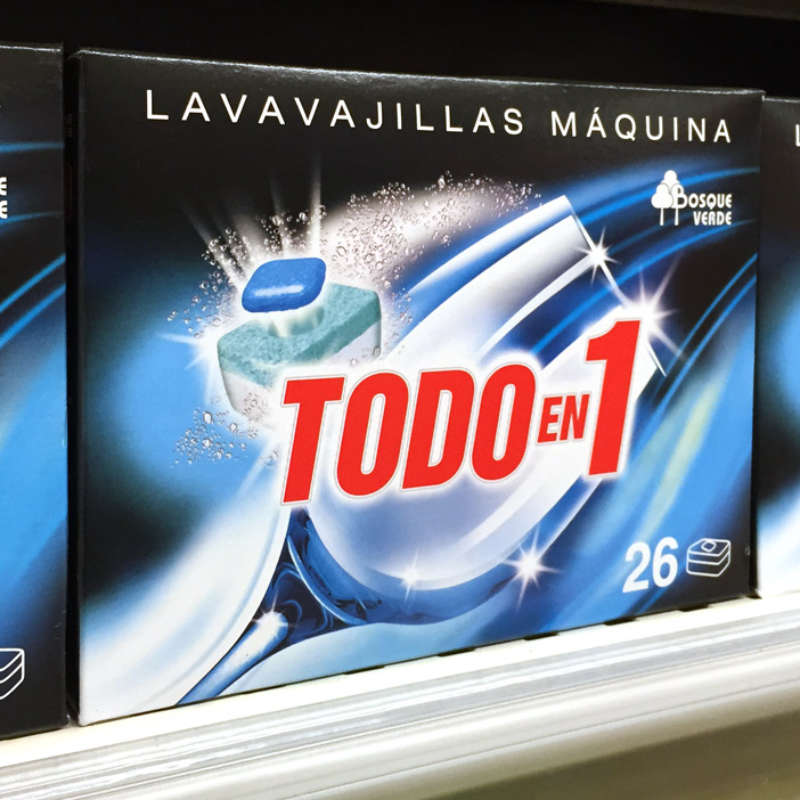 LAVAVAJILLAS MÁQUINA
BOSQUE
VERDE
TODO EN 1
26